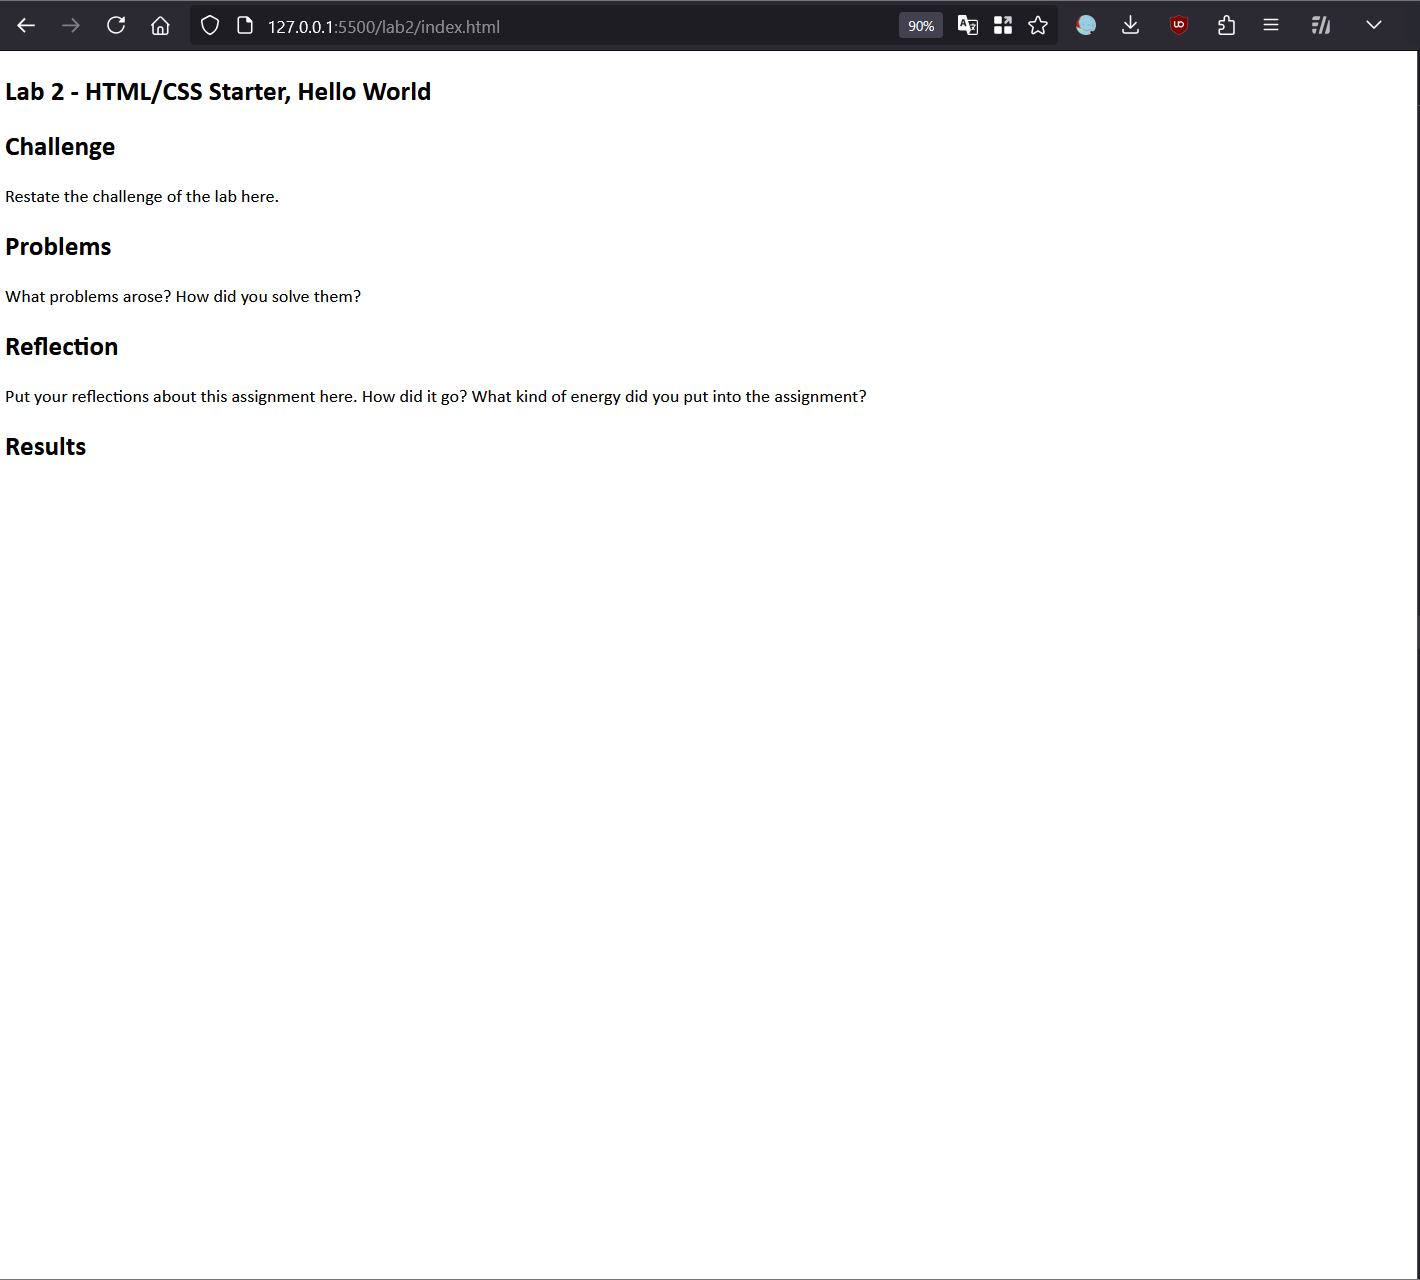 127.0.0.1:5500/lab2/index.html
90%
Lab 2 - HTML/CSS Starter, Hello World
Challenge
Restate the challenge of the lab here.
Problems
What problems arose? How did you solve them?
Reflection
Put your reflections about this assignment here. How did it go? What kind of energy did you put into the assignment?
Results